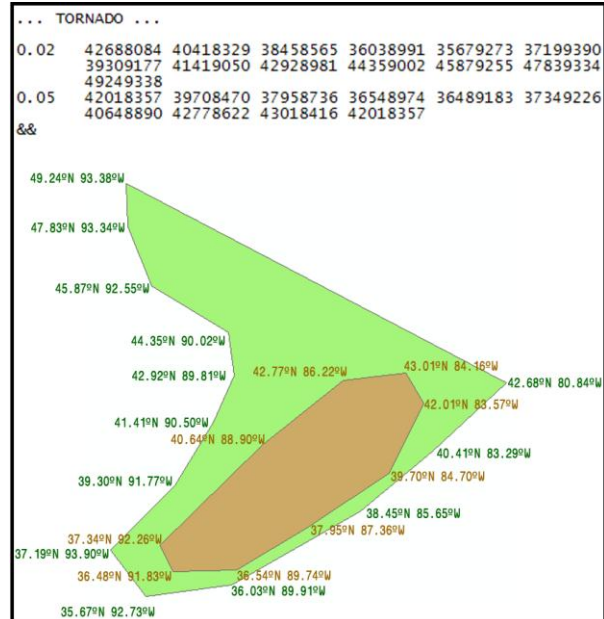 ... TORNADO ...
0.02 42688084 40418329 38458565 36038991 35679273 37199390
39309177 41419050 42928981 44359002 45879255 47839334
49249338
0.05 42018357 39708470 37958736 36548974 36489183 37349226
40648890 42778622 43018416 42018357
&&
49.24ºN 93.38ºW
47.83ºN 93.34ºW
45.87ºN 92.55ºW
44.35ºN 90.02ºW
43.01ºN 84.16ºW
42.92ºN 89.81ºW 42.77ºN 86.22ºW
42.68ºN 80.84ºW
42.01ºN 83.57ºW
41.41ºN 90.50ºW
40.64ºN 88.90ºW
40.41ºN 83.29ºW
39.70ºN 84.70ºW
39.30ºN 91.77ºW
38.45ºN 85.65ºW
37.95ºN 87.36ºW
37.34ºN 92.26ºW
37.19ºN 93.90ºW
36.48ºN 91.83ºW 36.54ºN 89.74ºW
36.03ºN 89.91ºW
35.67ºN 92.73ºW